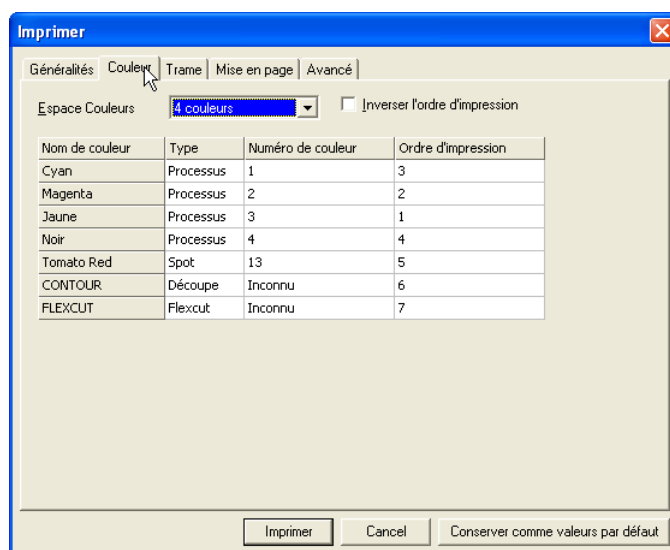 Imprimer
Généralités Couleur Trame Mise en page Avancé
Espace Couleurs 4 couleurs Inverser l'ordre d'impression
Nom de couleur Type Numéro de couleur Ordre d'impression
Cyan Processus 1 3
Magenta Processus 2 2
Jaune Processus 3 1
Noir Processus 4 4
Tomato Red Spot 13 5
CONTOUR Découpe Inconnu 6
FLEXCUT Flexcut Inconnu 7
Imprimer Cancel Conserver comme valeurs par défaut